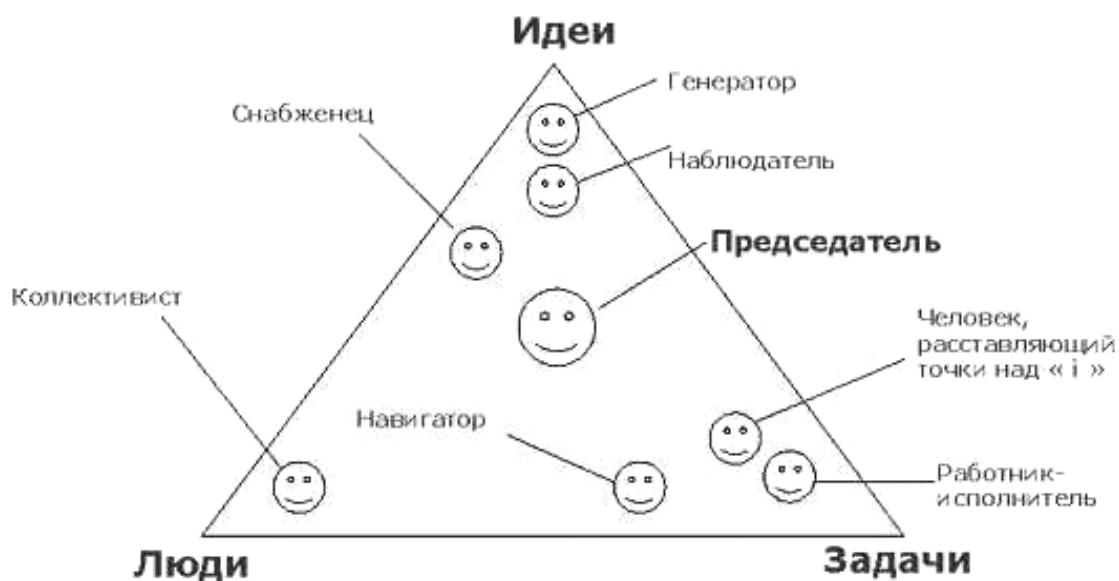 Идеи
Генератор
Снабженец
Наблюдатель
Председатель
Коллективист
Человек,
расставляющий
точки над « i »
Навигатор
Работник-
исполнитель
Люди
Задачи